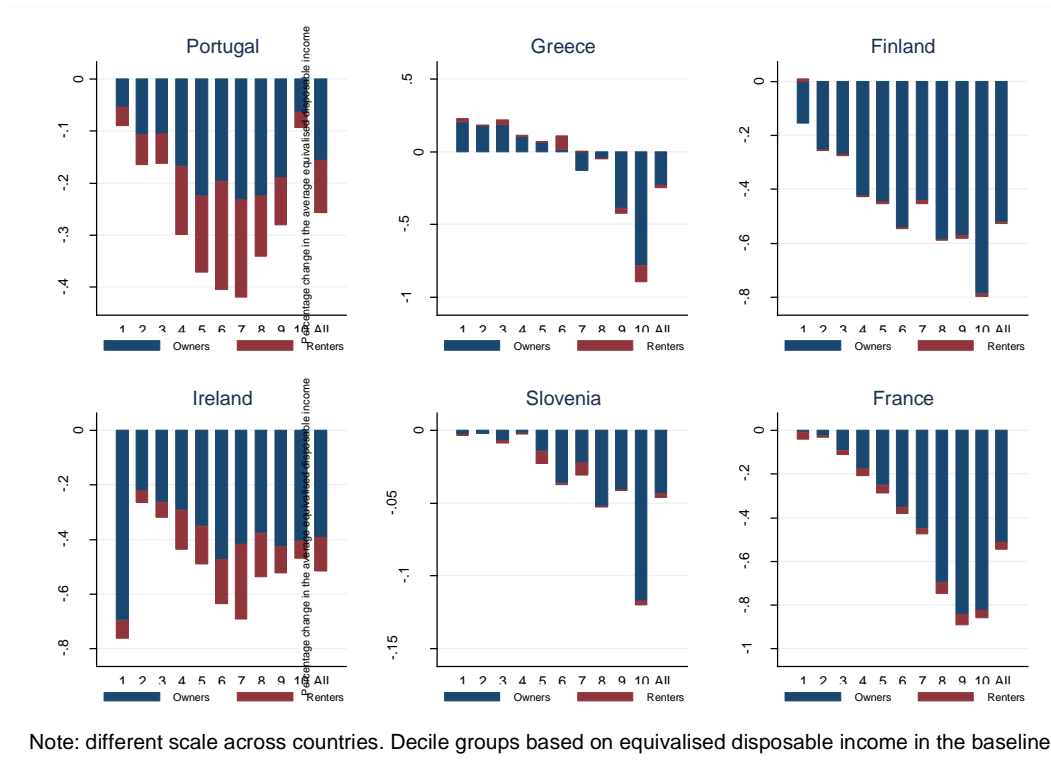 Portugal
Greece
Finland
0
-.1
-.2
-.3
-.4
Percentage change in the average equivalised disposable income
.5
0
-.5
-1
0
-.2
-.4
-.6
-.8
1 2 3 4 5 6 7 8 9 10 All
1 2 3 4 5 6 7 8 9 10 All
1 2 3 4 5 6 7 8 9 10 All
Owners Renters
Owners Renters
Owners Renters
Ireland
Slovenia
France
0
-.2
-.4
-.6
-.8
Percentage change in the average equivalised disposable income
0
-.05
-.1
-.15
0
-.2
-.4
-.6
-.8
-1
1 2 3 4 5 6 7 8 9 10 All
1 2 3 4 5 6 7 8 9 10 All
1 2 3 4 5 6 7 8 9 10 All
Owners Renters
Owners Renters
Owners Renters
Note: different scale across countries. Decile groups based on equivalised disposable income in the baseline